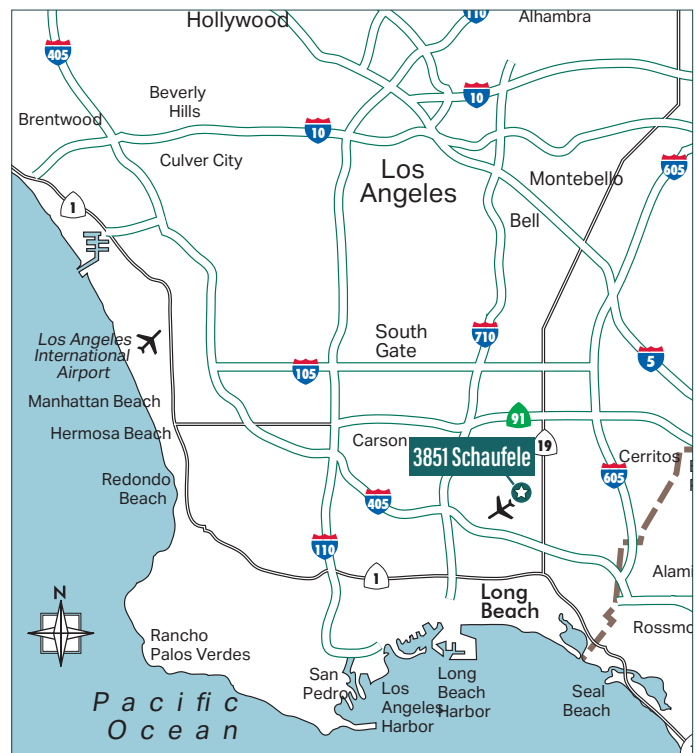 Hollywood
110
Alhambra
405
Beverly
Hills
10
Brentwood
10
Culver City
Los
Angeles
Montebello
605
1
Bell
Los Angeles
International
Airport
South
Gate
710
105
5
Manhattan Beach
Hermosa Beach
Carson
91
19
3851 Schaufele
Cerritos
605
Redondo
Beach
405
110
1
Alami
N
Long
Beach
Rossmo
Rancho
Palos Verdes
San
Pedro
Los
Angeles
Harbor
Long
Beach
Harbor
Seal
Beach
Pacific
Ocean